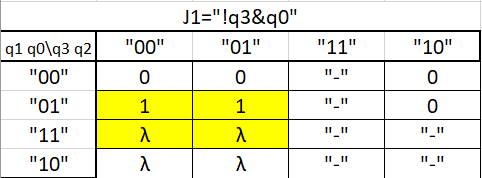 J1="!q3&q0"
q1 q0\q3 q2 "00" "01" "11" "10"
"00" 0 0 "-" 0
"01" 1 1 "-" 0
"11" λ λ "-" "-"
"10" λ λ "-" "-"